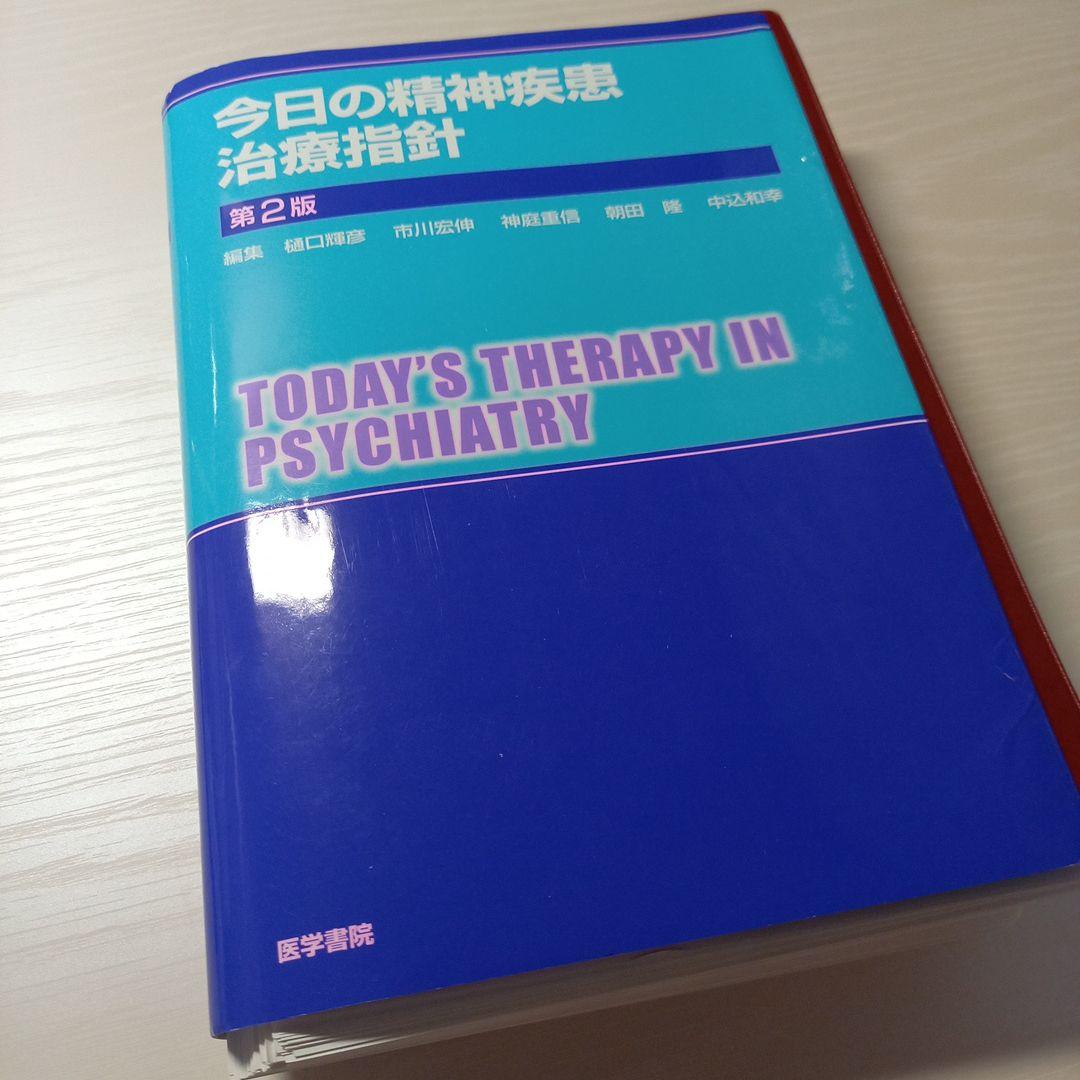 今日の精神疾患
治療指針
第2版
編集 樋口輝彦 市川宏伸 神庭重信 朝田 隆 中込和幸
TODAY'S THERAPY IN
PSYCHIATRY
医学書院